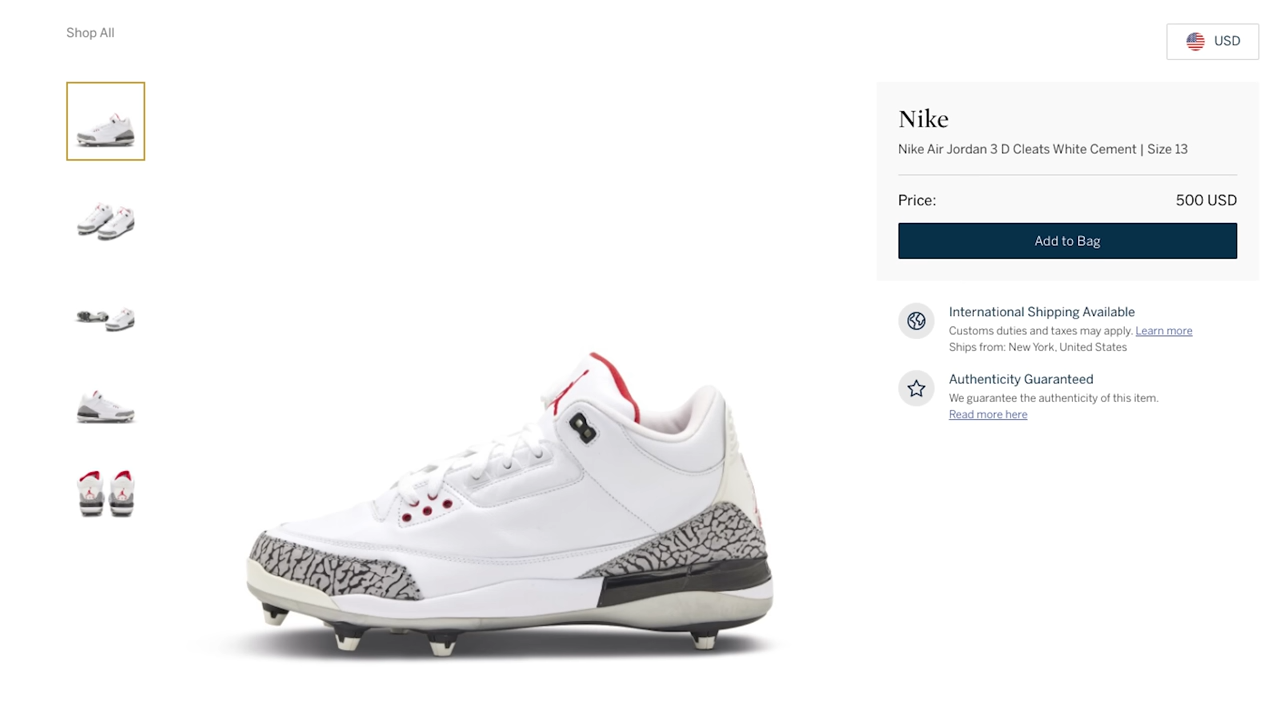 Shop All
USD
Nike
Nike Air Jordan 3 D Cleats White Cement | Size 13
Price: 500 USD
Add to Bag
International Shipping Available
Customs duties and taxes may apply. Learn more
Ships from: New York, United States
Authenticity Guaranteed
We guarantee the authenticity of this item.
Read more here